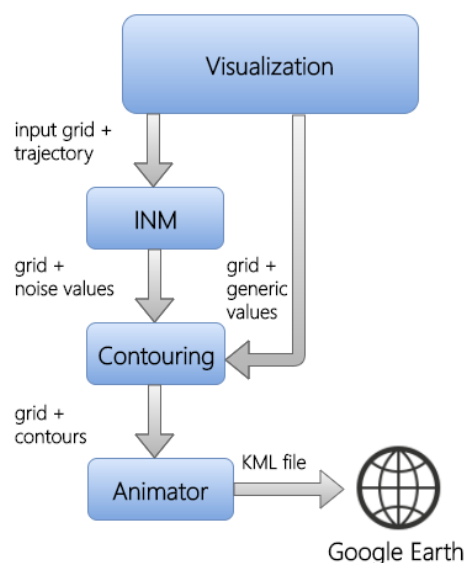 Visualization
input grid +
trajectory
INM
grid +
noise values
grid +
generic
values
Contouring
grid +
contours
Animator
KML file
Google Earth